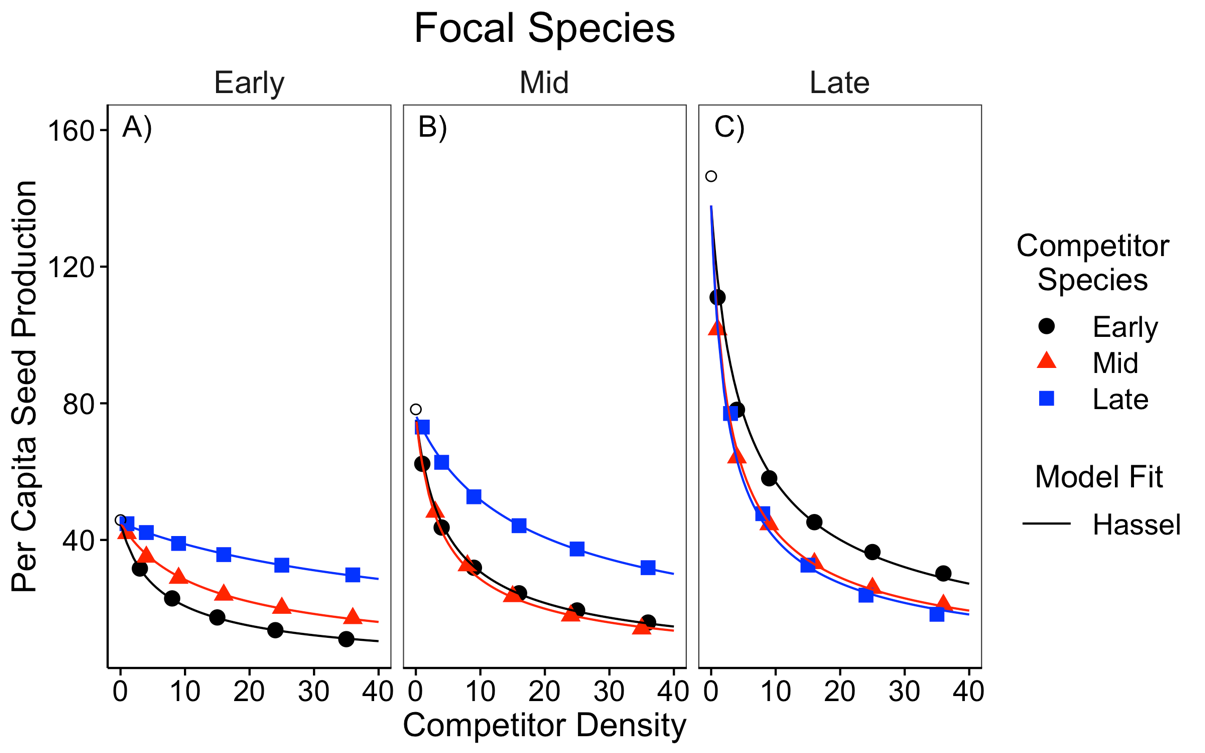 Focal Species
Early
Mid
Late
A)
B)
C)
160
120
80
40
Per Capita Seed Production
0 10 20 30 40
0 10 20 30 40
0 10 20 30 40
Competitor Density
Competitor
Species
Early
Mid
Late
Model Fit
Hassel